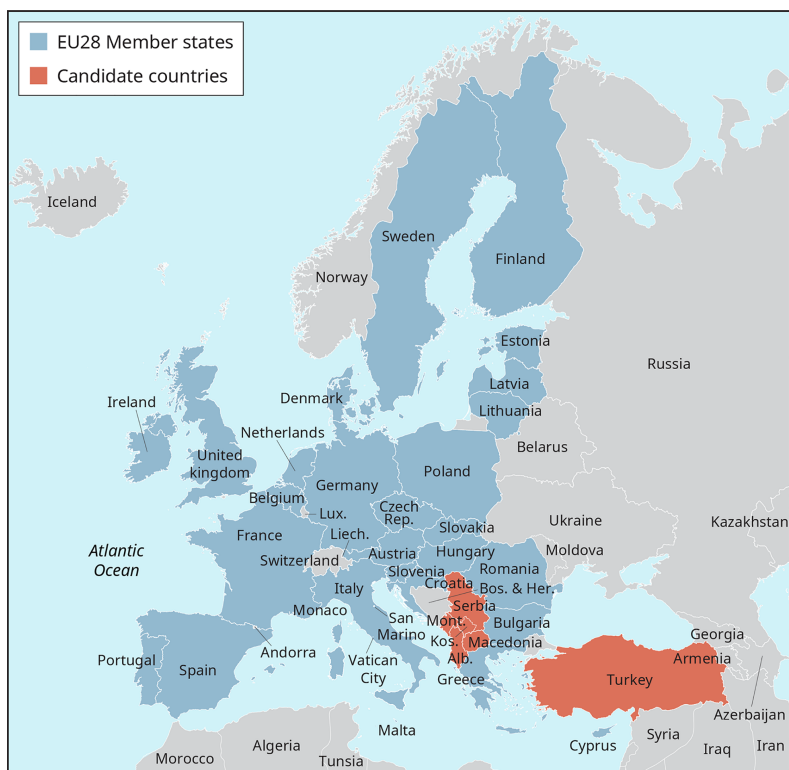 EU28 Member states
Candidate countries
Iceland
Sweden
Finland
Norway
Estonia
Russia
Latvia
Denmark
Ireland
Lithuania
Netherlands
Belarus
United
kingdom
Poland
Germany
Belgium
Czech
Rep.
Lux.
Ukraine
Kazakhstan
Slovakia
France
Liech.
Atlantic
Ocean
Switzerland
Austria
Hungary
Moldova
Slovenia
Romania
Croatia
Italy
Bos. & Her.
Serbia
Monaco
San
Marino
Mont.
Bulgaria
Georgia
Kos.
Macedonia
Andorra
Portugal
Spain
Vatican
City
Alb.
Armenia
Greece
Turkey
Azerbaijan
Malta
Syria
Cyprus
Algeria
Iraq
Iran
Morocco
Tunsia